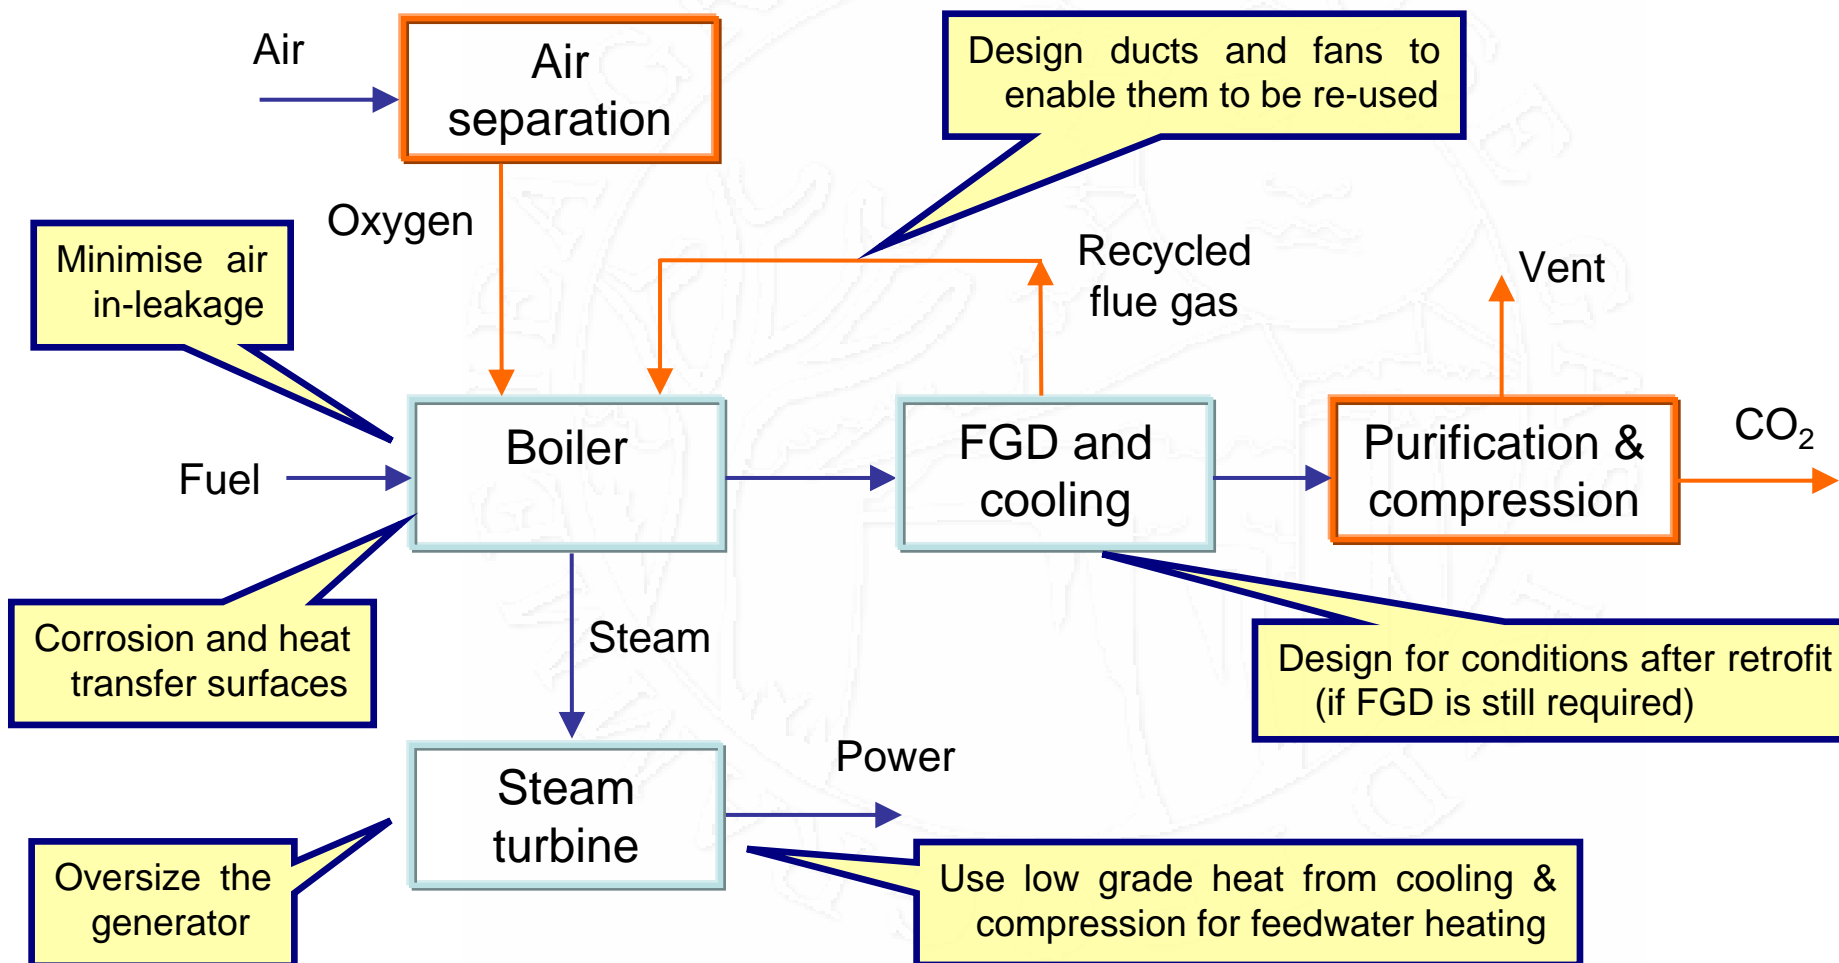 Air
Air
separation
Design ducts and fans to
enable them to be re-used
Oxygen
Minimise air
in-leakage
Recycled
flue gas
Vent
Boiler
FGD and
cooling
Purification &
compression
CO₂
Fuel
Corrosion and heat
transfer surfaces
Steam
Design for conditions after retrofit
(if FGD is still required)
Steam
turbine
Power
Oversize the
generator
Use low grade heat from cooling &
compression for feedwater heating